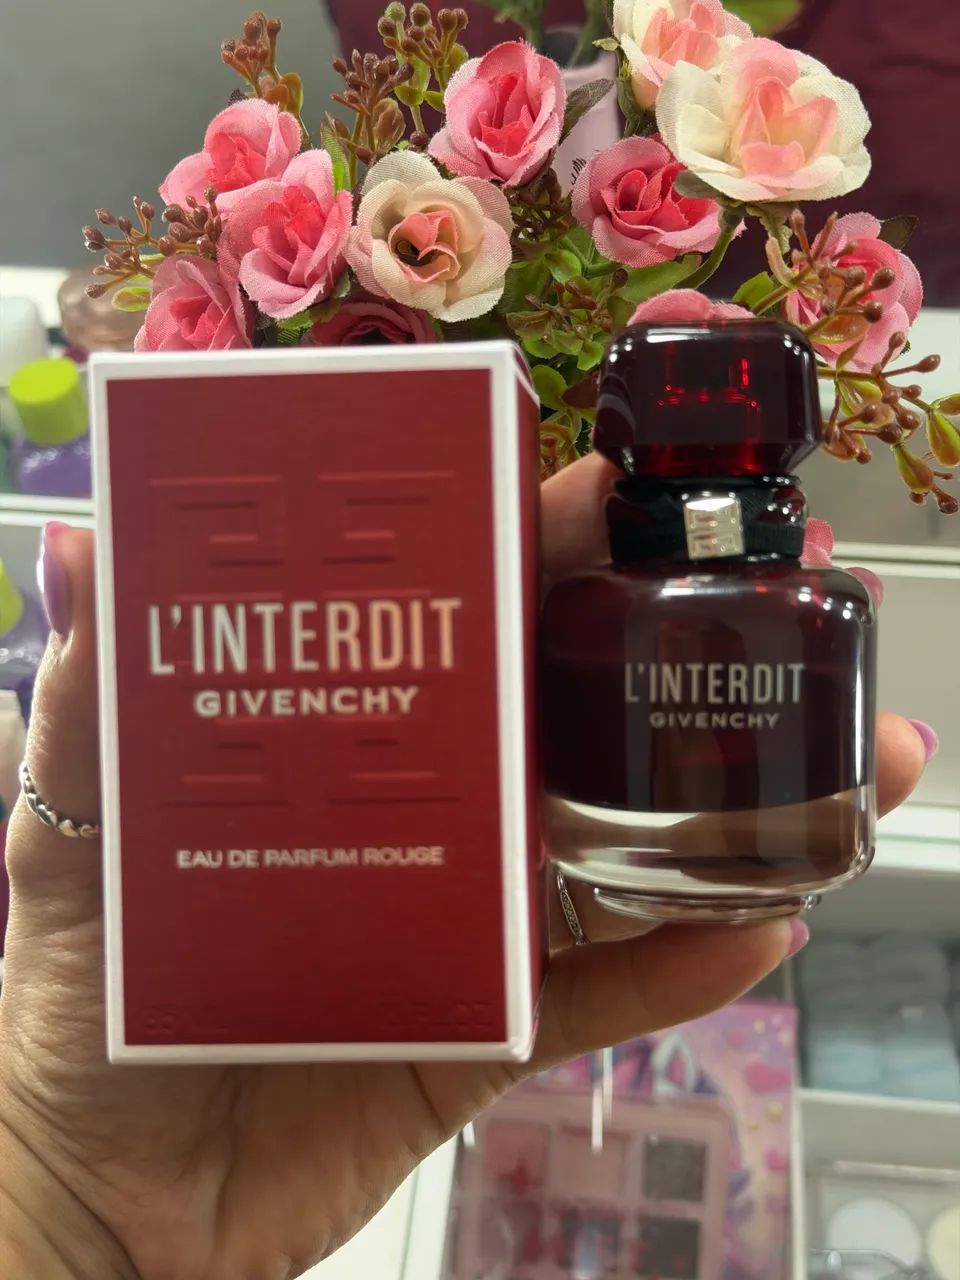 L'INTERDIT
GIVENCHY
EAU DE PARFUM ROUGE
L'INTERDIT
GIVENCHY